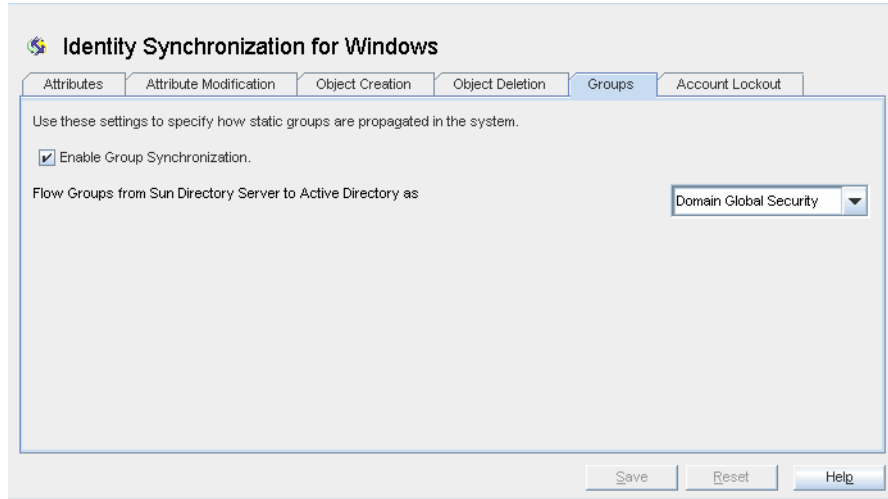 Identity Synchronization for Windows
Attributes Attribute Modification Object Creation Object Deletion Groups Account Lockout
Use these settings to specify how static groups are propagated in the system.
Enable Group Synchronization.
Flow Groups from Sun Directory Server to Active Directory as Domain Global Security
Save Reset Help